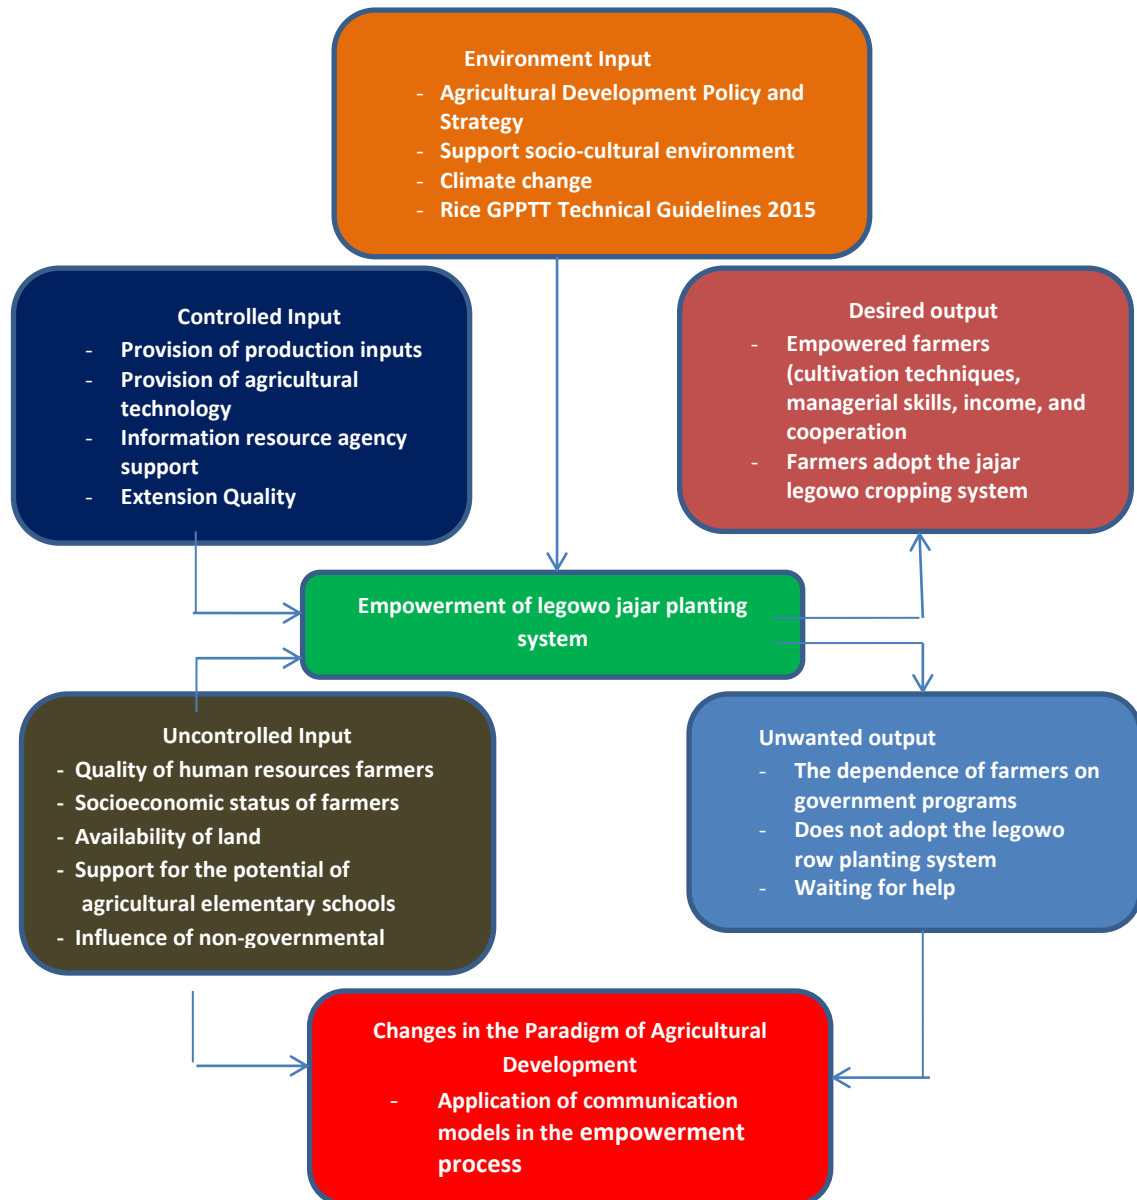 Environment Input
- Agricultural Development Policy and
Strategy
- Support socio-cultural environment
- Climate change
- Rice GPPTT Technical Guidelines 2015
Controlled Input
- Provision of production inputs
- Provision of agricultural
technology
- Information resource agency
support
- Extension Quality
Desired output
- Empowered farmers
(cultivation techniques,
managerial skills, income, and
cooperation
- Farmers adopt the jajar
legowo cropping system
Empowerment of legowo jajar planting
system
Uncontrolled Input
- Quality of human resources farmers
- Socioeconomic status of farmers
- Availability of land
- Support for the potential of
agricultural elementary schools
- Influence of non-governmental
Unwanted output
- The dependence of farmers on
government programs
- Does not adopt the legowo
row planting system
- Waiting for help
Changes in the Paradigm of Agricultural
Development
- Application of communication
models in the empowerment
process